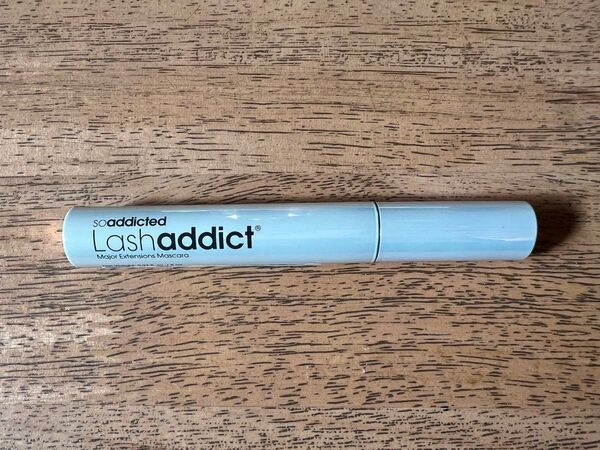 soaddicted
Lashaddict®
Major Extensions Mascara